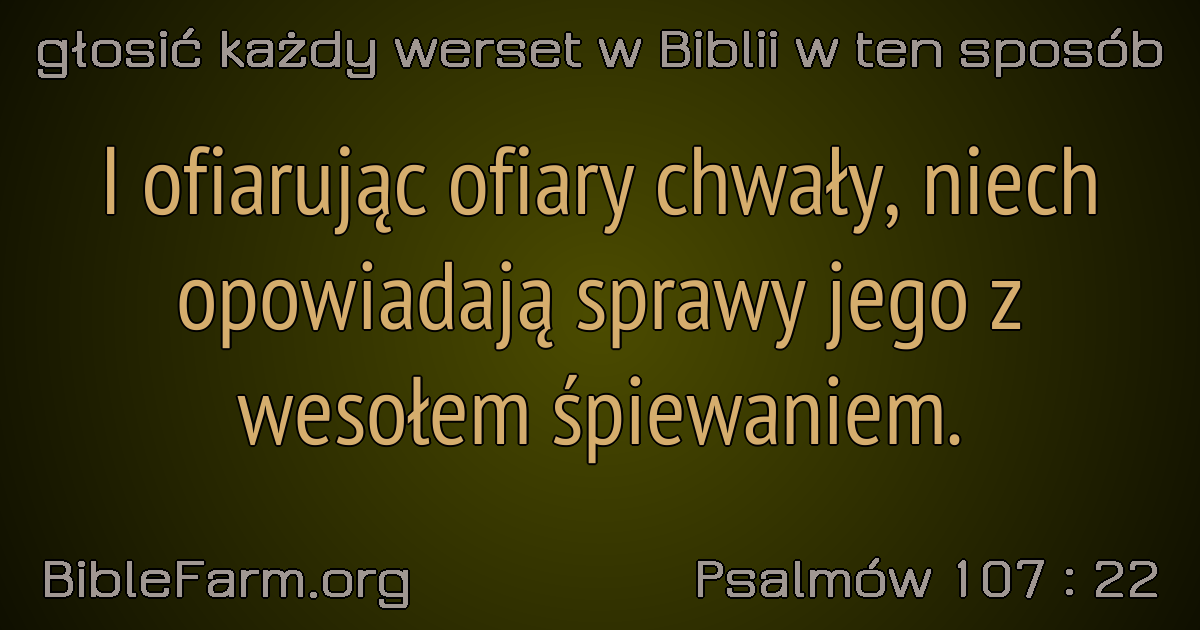 głosić każdy werset w Biblii w ten sposób
I ofiarując ofiary chwały, niech
opowiadają sprawy jego z
wesołem śpiewaniem.
BibleFarm.org
Psalmów 107 : 22